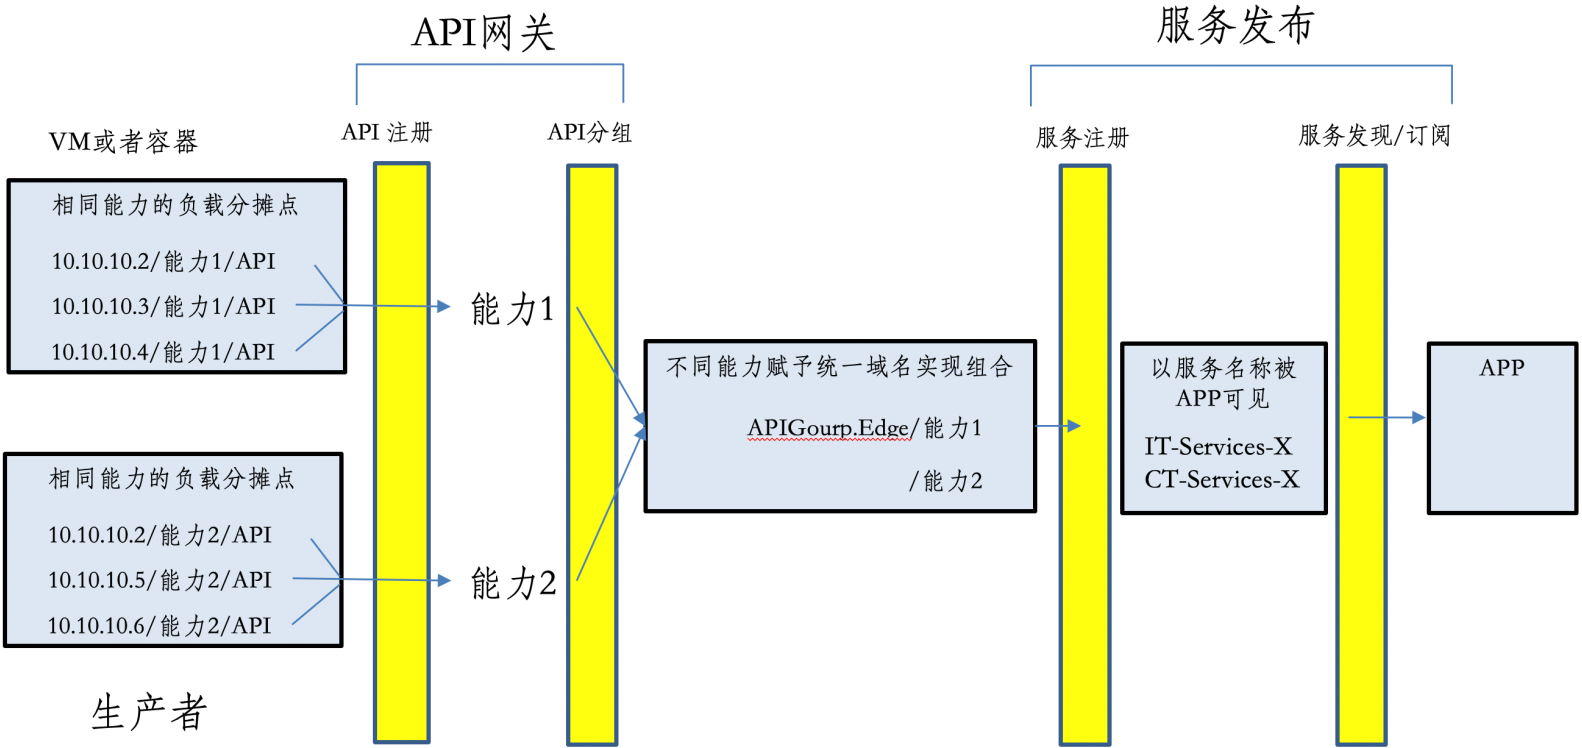 API网关
服务发布
VM或者容器
API 注册
API分组
服务注册
服务发现/订阅
相同能力的负载分摊点
10.10.10.2/能力1/API
10.10.10.3/能力1/API
10.10.10.4/能力1/API
能力1
不同能力赋予统一域名实现组合
APIGourp.Edge/能力1
/能力2
以服务名称被
APP可见
IT-Services-X
CT-Services-X
APP
相同能力的负载分摊点
10.10.10.2/能力2/API
10.10.10.5/能力2/API
10.10.10.6/能力2/API
能力2
生产者